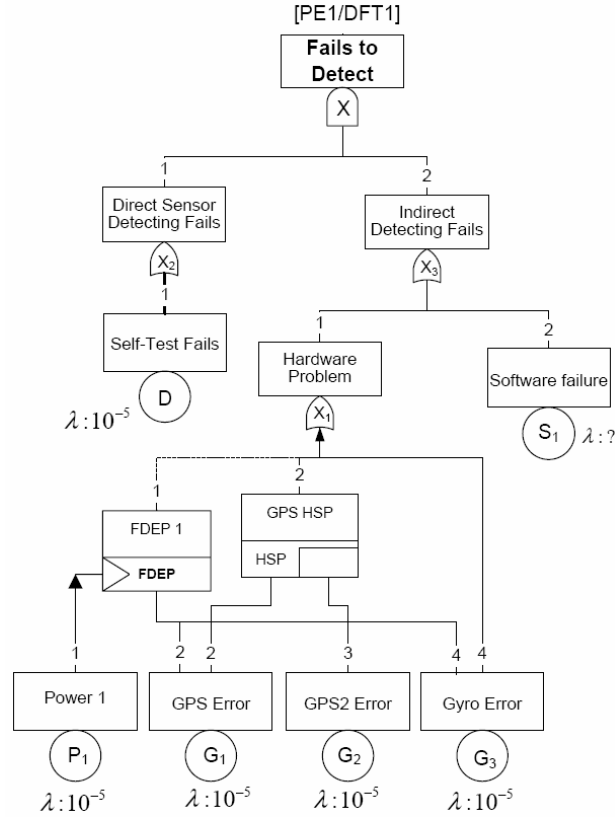 [PE1/DFT1]
Fails to
Detect
X
1
2
Direct Sensor
Detecting Fails
Indirect
Detecting Fails
X2
X3
1
1
2
Self-Test Fails
Hardware
Problem
Software failure
D
λ:10⁻⁵
X1
S1
λ:?
1
2
FDEP 1
GPS HSP
FDEP
HSP
1
2
2
3
4
4
Power 1
GPS Error
GPS2 Error
Gyro Error
P1
G1
G2
G3
λ:10⁻⁵
λ:10⁻⁵
λ:10⁻⁵
λ:10⁻⁵